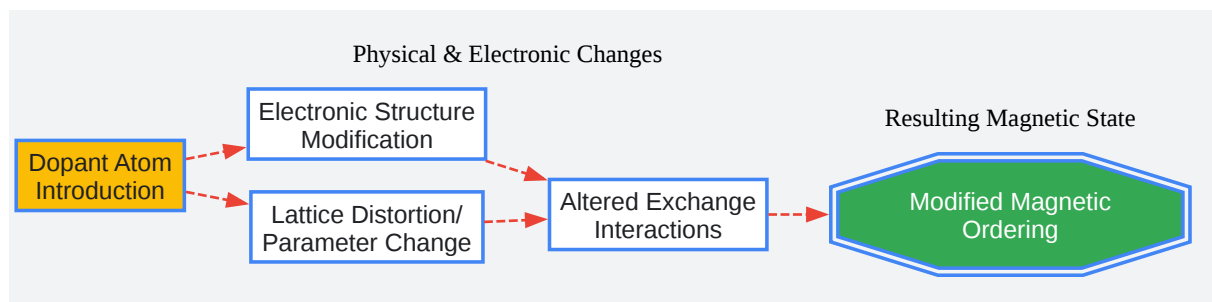 Physical & Electronic Changes
Electronic Structure
Modification
Resulting Magnetic State
Dopant Atom
Introduction
Lattice Distortion/
Parameter Change
Altered Exchange
Interactions
Modified Magnetic
Ordering